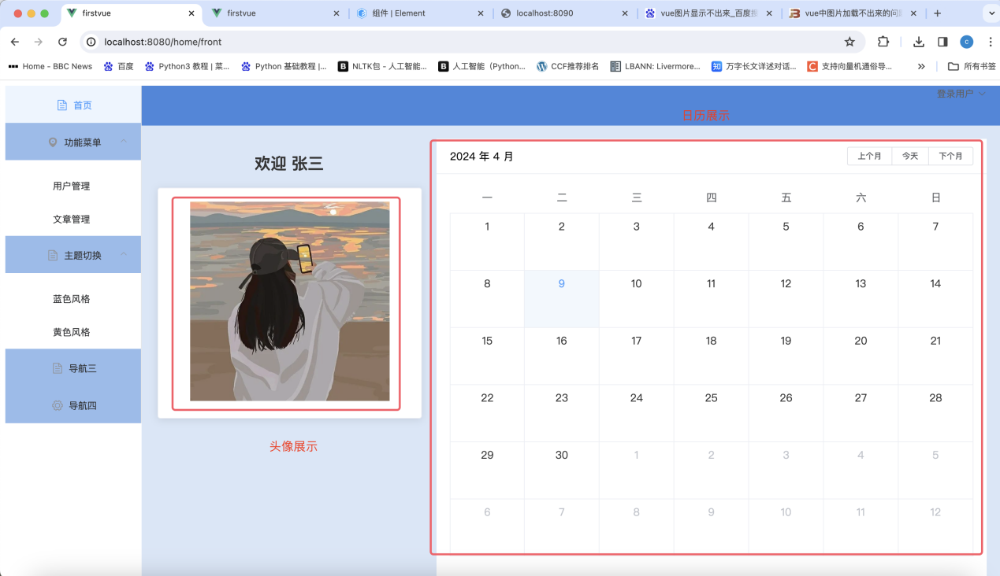 firstvue
firstvue
组件 | Element
localhost:8090
vue图片显示不出来_百度搜
vue中图片加载不出来的问
localhost:8080/home/front
Home - BBC News
百度
Python3 教程 | 菜...
Python 基础教程 |...
NLTK包 - 人工智能...
人工智能（Python...
CCF推荐排名
LBANN: Livermore...
万字长文详述对话...
支持向量机通俗导...
所有书签
首页
登录用户
日历展示
功能菜单
用户管理
文章管理
主题切换
蓝色风格
黄色风格
导航三
导航四
欢迎 张三
头像展示
2024 年 4 月
上个月 今天 下个月
一 二 三 四 五 六 日
1 2 3 4 5 6 7
8 9 10 11 12 13 14
15 16 17 18 19 20 21
22 23 24 25 26 27 28
29 30 1 2 3 4 5
6 7 8 9 10 11 12